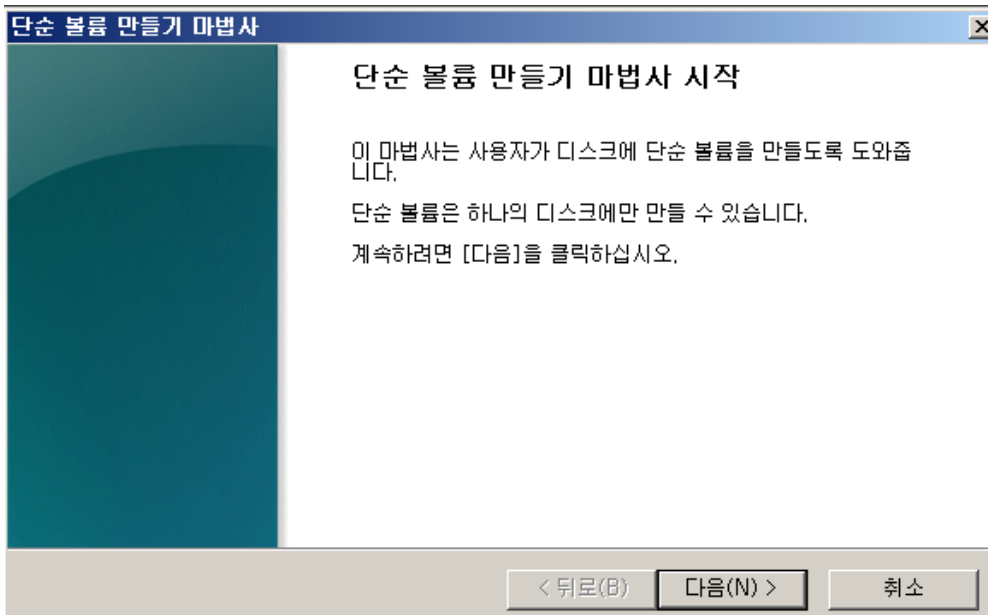 단순 볼륨 만들기 마법사
단순 볼륨 만들기 마법사 시작
이 마법사는 사용자가 디스크에 단순 볼륨을 만들도록 도와줍
니다.
단순 볼륨은 하나의 디스크에만 만들 수 있습니다.
계속하려면 [다음]을 클릭하십시오.
< 뒤로(B) 다음(N) > 취소